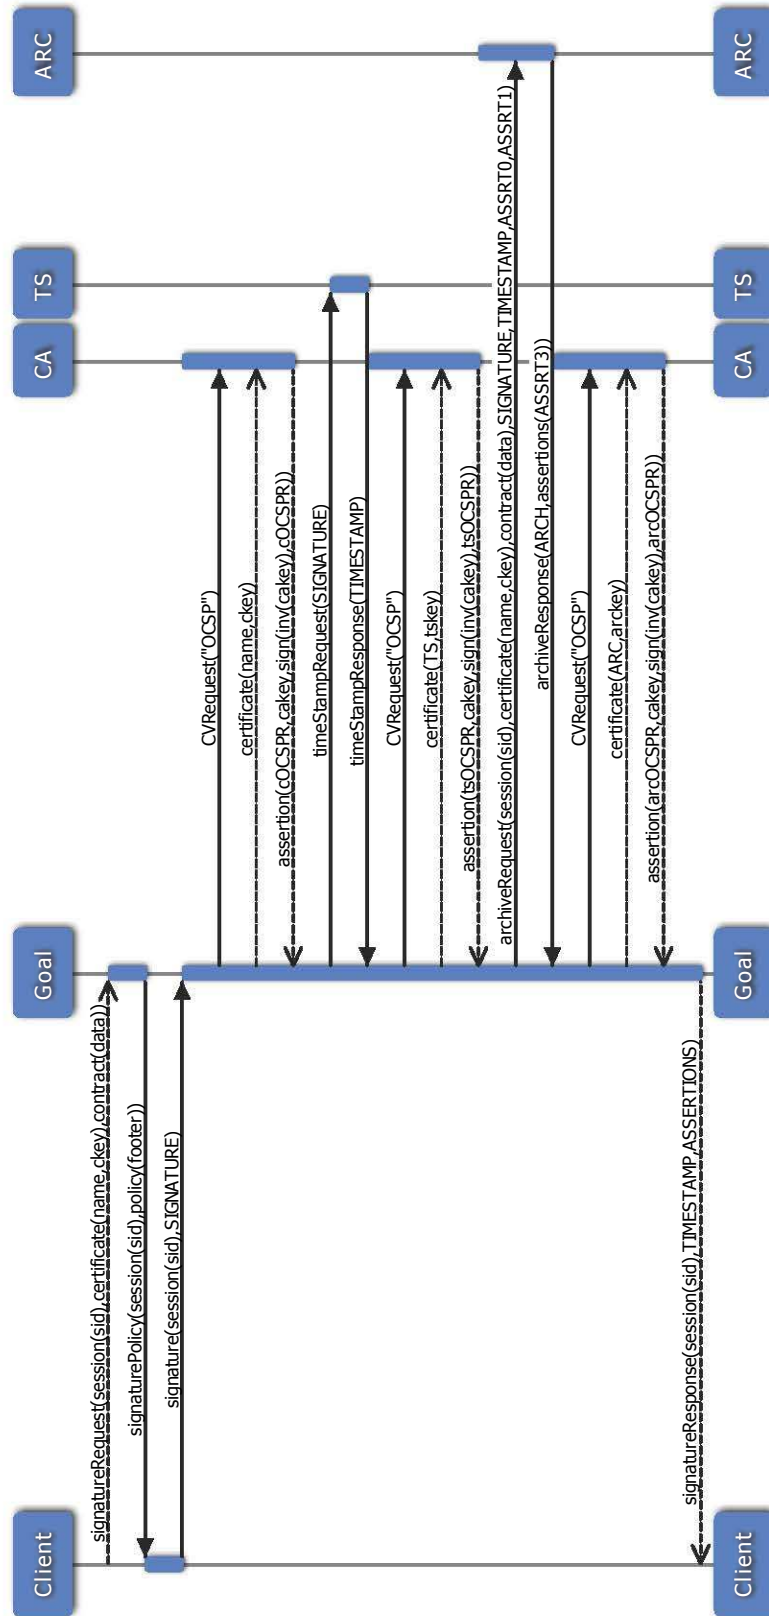 Client
Goal
CA
TS
ARC
signatureRequest(session(sid),certificate(name,ckey),contract(data))
signaturePolicy(session(sid),policy(footer))
signature(session(sid),SIGNATURE)
CVRequest("OCSP")
certificate(name,ckey)
assertion(cOCSPR,cakey,sign(inv(cakey),cOCSPR))
timeStampRequest(SIGNATURE)
timeStampResponse(TIMESTAMP)
CVRequest("OCSP")
certificate(TS,tskey)
assertion(tsOCSPR,cakey,sign(inv(cakey),tsOCSPR))
archiveRequest(session(sid),certificate(name,ckey),contract(data),SIGNATURE,TIMESTAMP,ASSRT0,ASSRT1)
archiveResponse(ARCH,assertions(ASSRT3))
CVRequest("OCSP")
certificate(ARC,arckey)
assertion(arcOCSPR,cakey,sign(inv(cakey),arcOCSPR))
signatureResponse(session(sid),TIMESTAMP,ASSERTIONS)
Client
Goal
CA
TS
ARC